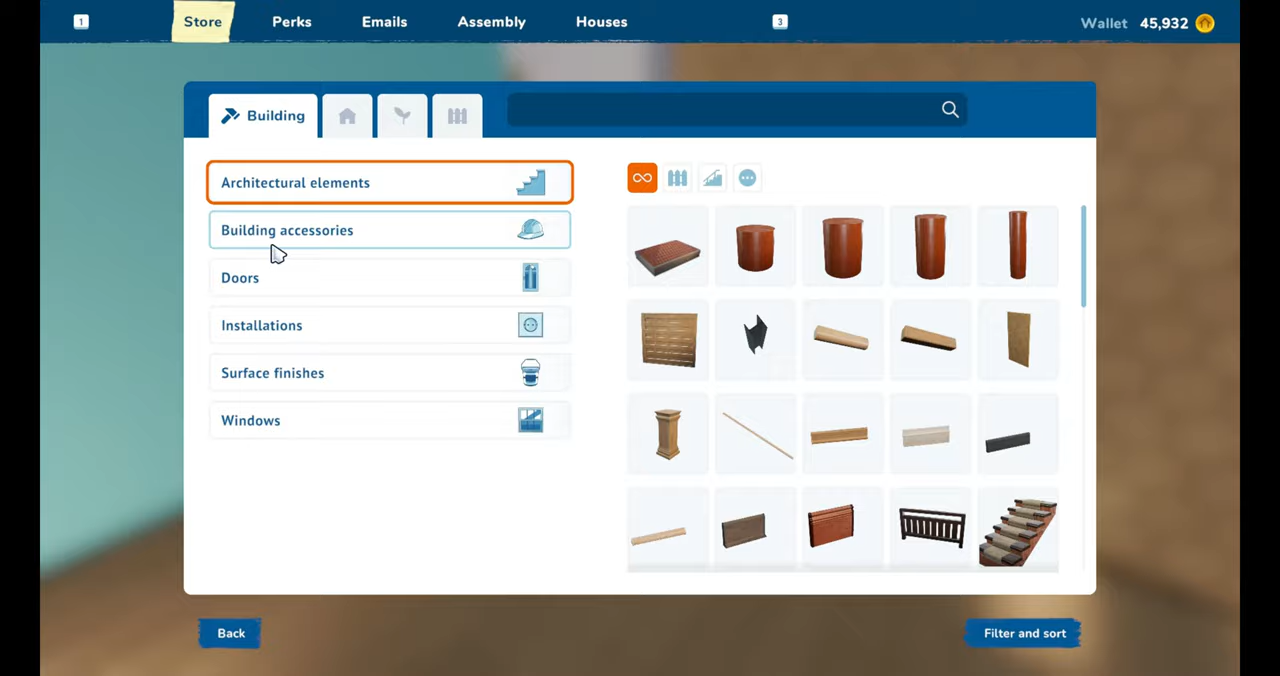 1 Store Perks Emails Assembly Houses 3 Wallet 45,932
Building
Architectural elements
Building accessories
Doors
Installations
Surface finishes
Windows
Back Filter and sort